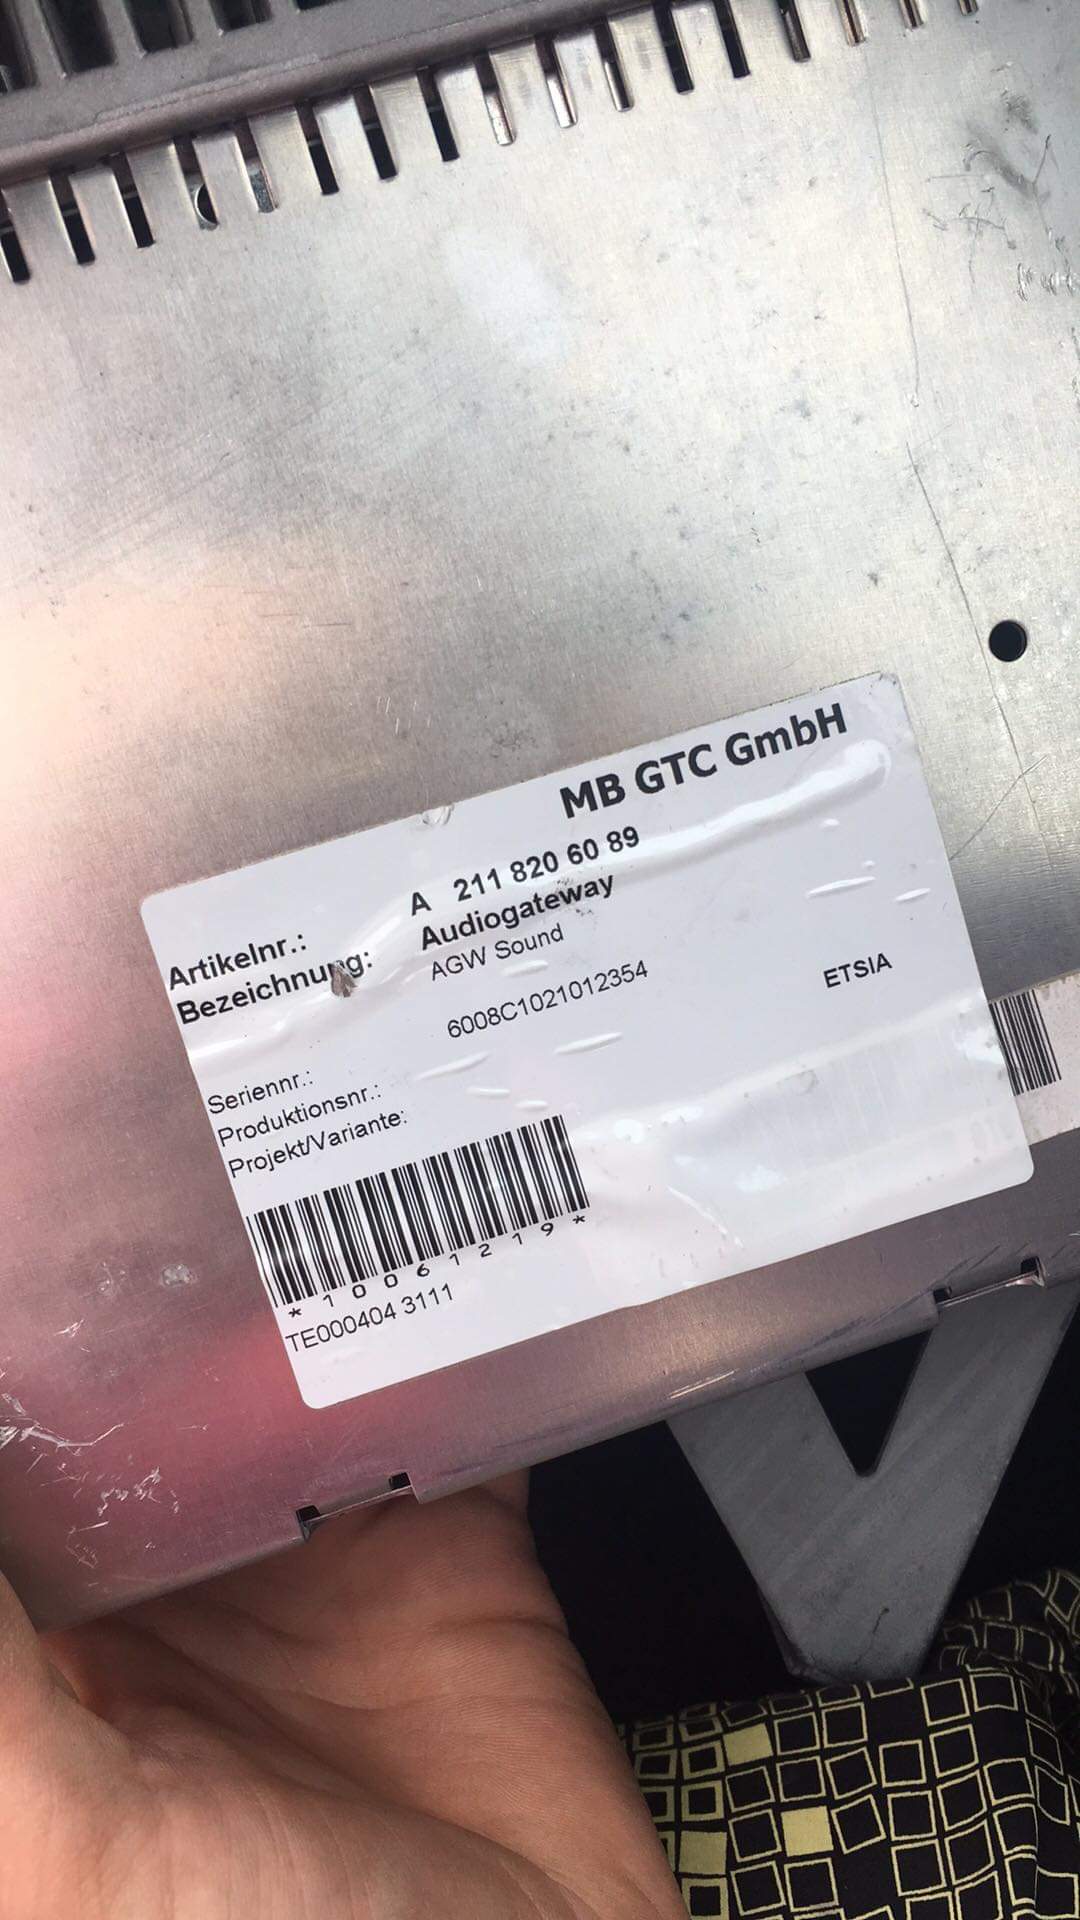 MB GTC GmbH
Artikelnr.: A 211 820 60 89
Bezeichnung: Audiogateway
AGW Sound
6008C1021012354 ETSIA
Seriennr.:
Produktionsnr.:
Projekt/Variante:
*10061219*
TE000404 3111